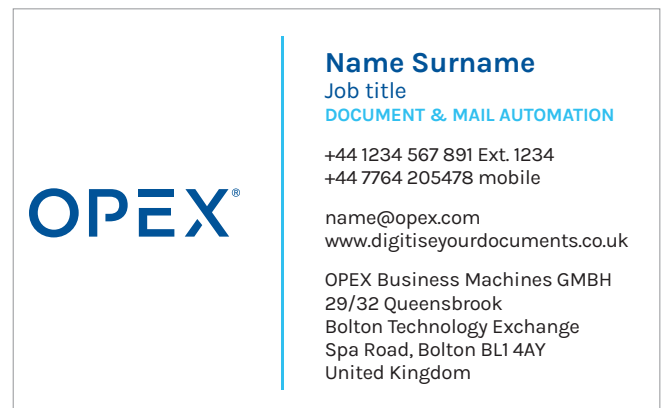 OPEX®
Name Surname
Job title
DOCUMENT & MAIL AUTOMATION
+44 1234 567 891 Ext. 1234
+44 7764 205478 mobile
name@opex.com
www.digitiseyourdocuments.co.uk
OPEX Business Machines GMBH
29/32 Queensbrook
Bolton Technology Exchange
Spa Road, Bolton BL1 4AY
United Kingdom